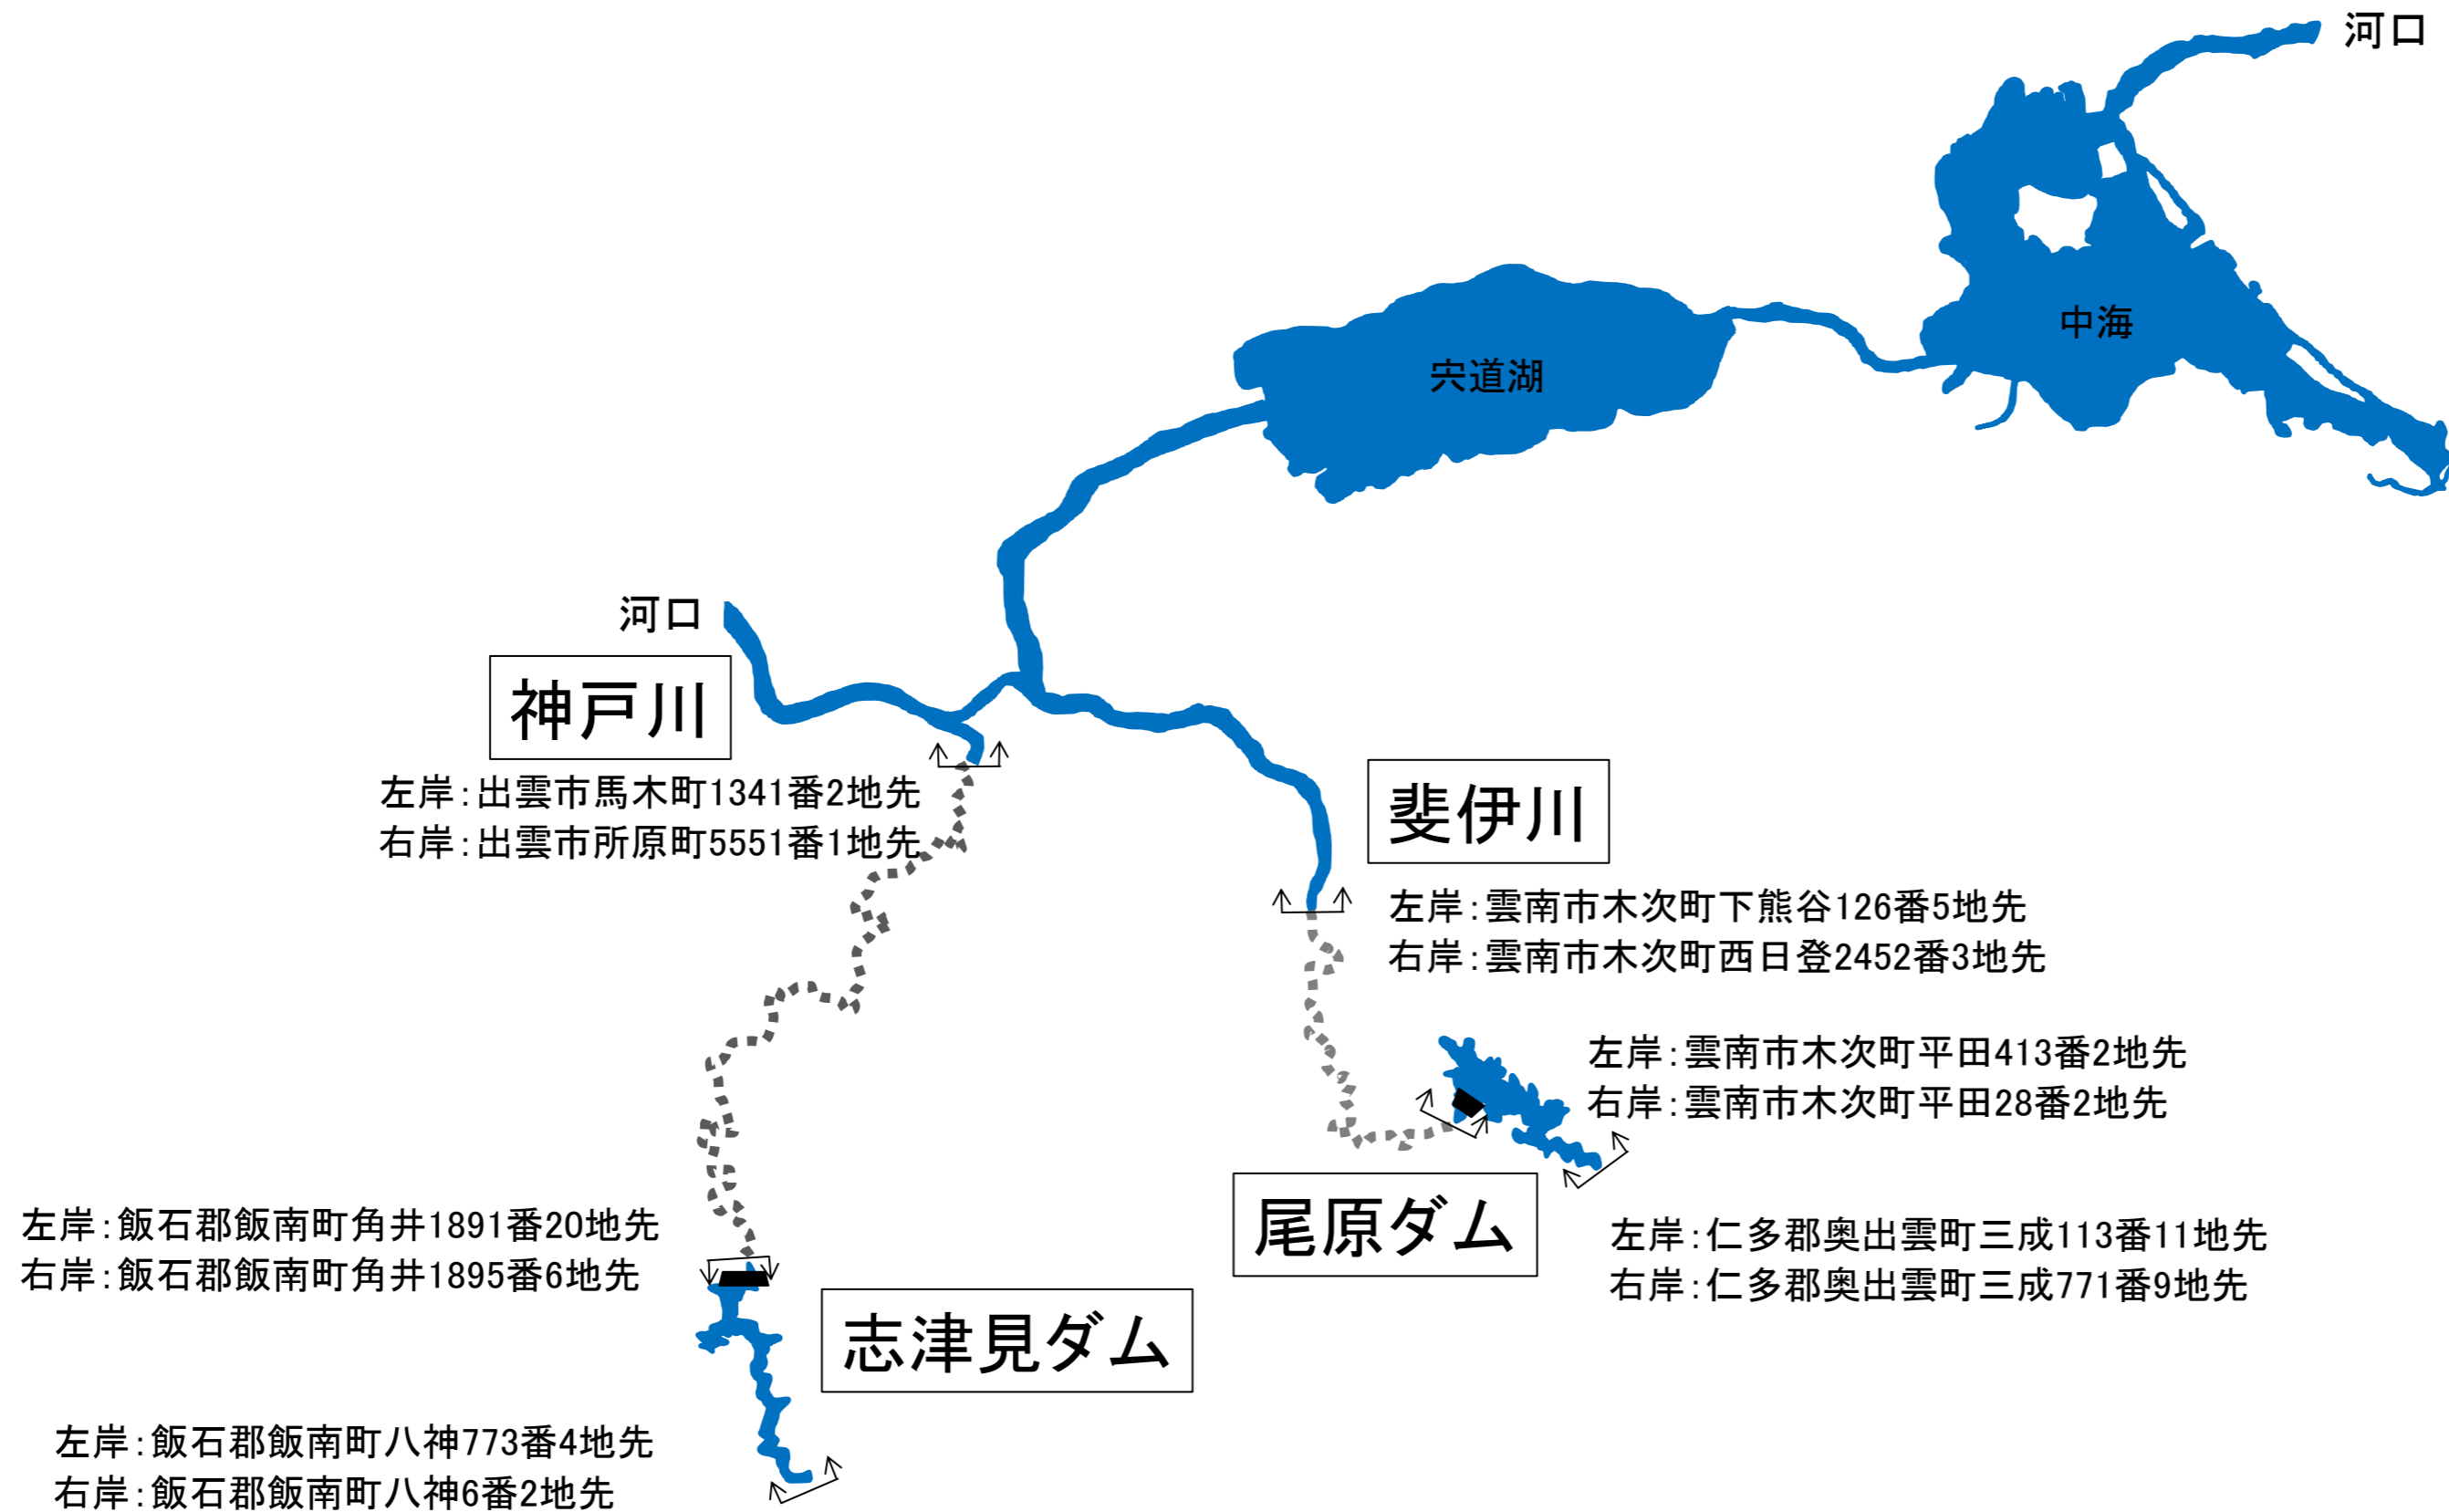 河口
中海
宍道湖
河口
神戸川
左岸：出雲市馬木町1341番2地先
右岸：出雲市所原町5551番1地先
斐伊川
左岸：雲南市木次町下熊谷126番5地先
右岸：雲南市木次町西日登2452番3地先
左岸：雲南市木次町平田413番2地先
右岸：雲南市木次町平田28番2地先
尾原ダム
左岸：仁多郡奥出雲町三成113番11地先
右岸：仁多郡奥出雲町三成771番9地先
左岸：飯石郡飯南町角井1891番20地先
右岸：飯石郡飯南町角井1895番6地先
志津見ダム
左岸：飯石郡飯南町八神773番4地先
右岸：飯石郡飯南町八神6番2地先